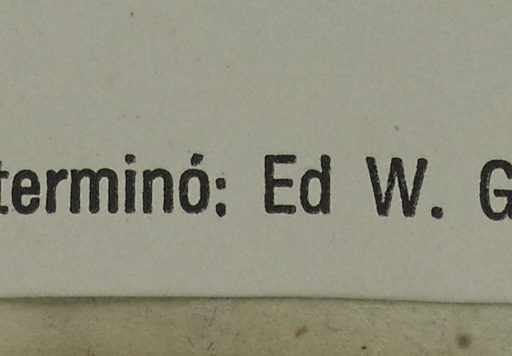 terminó: Ed W. G